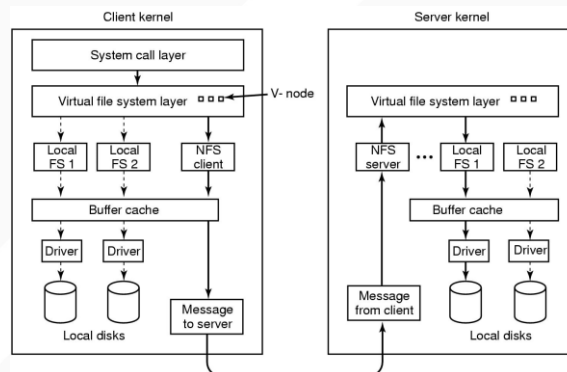 Client kernel
System call layer
Virtual file system layer
V- node
Local
FS 1
Local
FS 2
NFS
client
Buffer cache
Driver
Driver
Message
to server
Local disks
Server kernel
Virtual file system layer
NFS
server
Local
FS 1
Local
FS 2
Buffer cache
Driver
Driver
Message
from client
Local disks